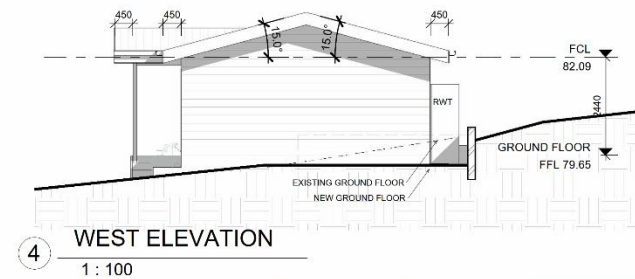 450
450
450
15.0°
15.0°
FCL
82.09
2440
RWT
GROUND FLOOR
FFL 79.65
EXISTING GROUND FLOOR
NEW GROUND FLOOR
4
WEST ELEVATION
1 : 100